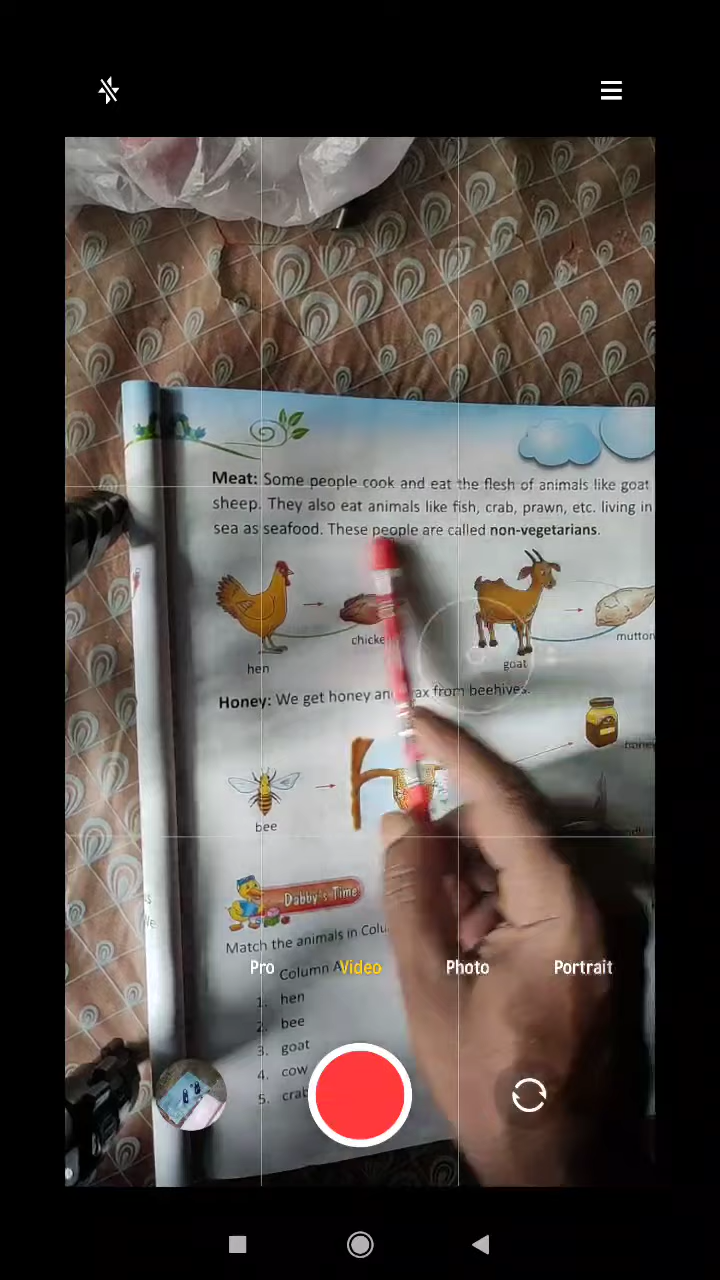 Meat: Some people cook and eat the flesh of animals like goat
sheep. They also eat animals like fish, crab, prawn, etc. living in
sea as seafood. These people are called non-vegetarians.
hen
goat
mutton
Honey: We get honey and wax from beehives.
honey
bee
Dabby's Time
Match the animals in
Column A
1. hen
2. bee
3. goat
4. cow
5. crab
Pro Video Photo Portrait